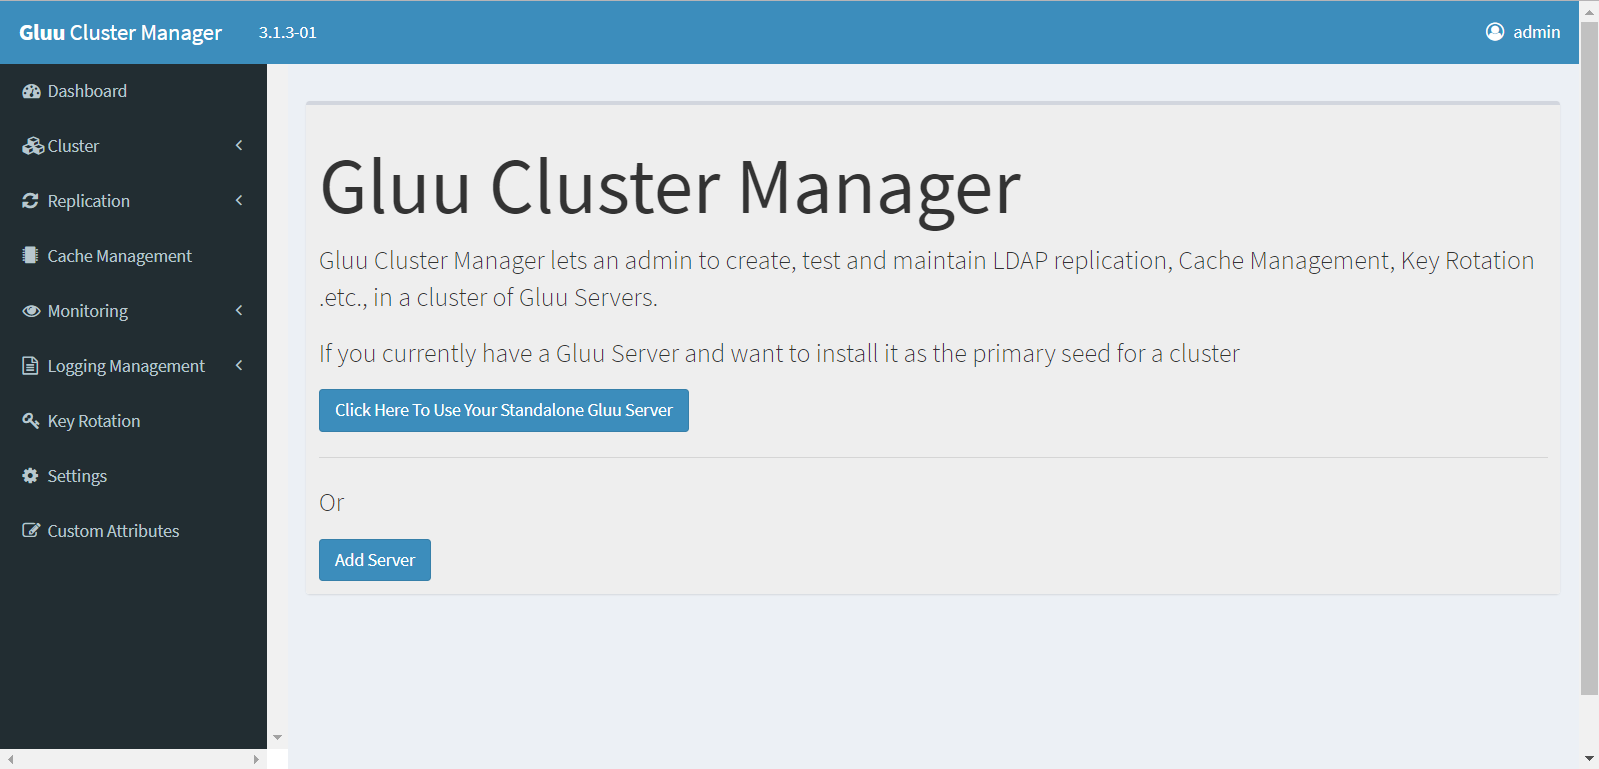 Gluu Cluster Manager 3.1.3-01 admin
Dashboard
Cluster
Replication
Cache Management
Monitoring
Logging Management
Key Rotation
Settings
Custom Attributes
Gluu Cluster Manager
Gluu Cluster Manager lets an admin to create, test and maintain LDAP replication, Cache Management, Key Rotation
.etc., in a cluster of Gluu Servers.
If you currently have a Gluu Server and want to install it as the primary seed for a cluster
Click Here To Use Your Standalone Gluu Server
Or
Add Server